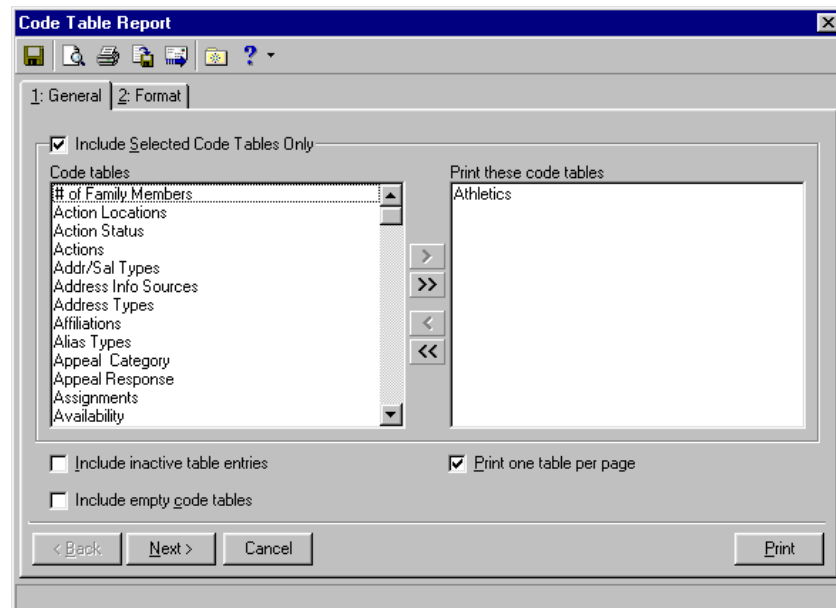 Code Table Report
1: General
2: Format
Include Selected Code Tables Only
Code tables
# of Family Members
Action Locations
Action Status
Actions
Addr/Sal Types
Address Info Sources
Address Types
Affiliations
Alias Types
Appeal  Category
Appeal Response
Assignments
Availability
>
>>
<
<<
Print these code tables
Athletics
Include inactive table entries
Print one table per page
Include empty code tables
< Back
Next >
Cancel
Print